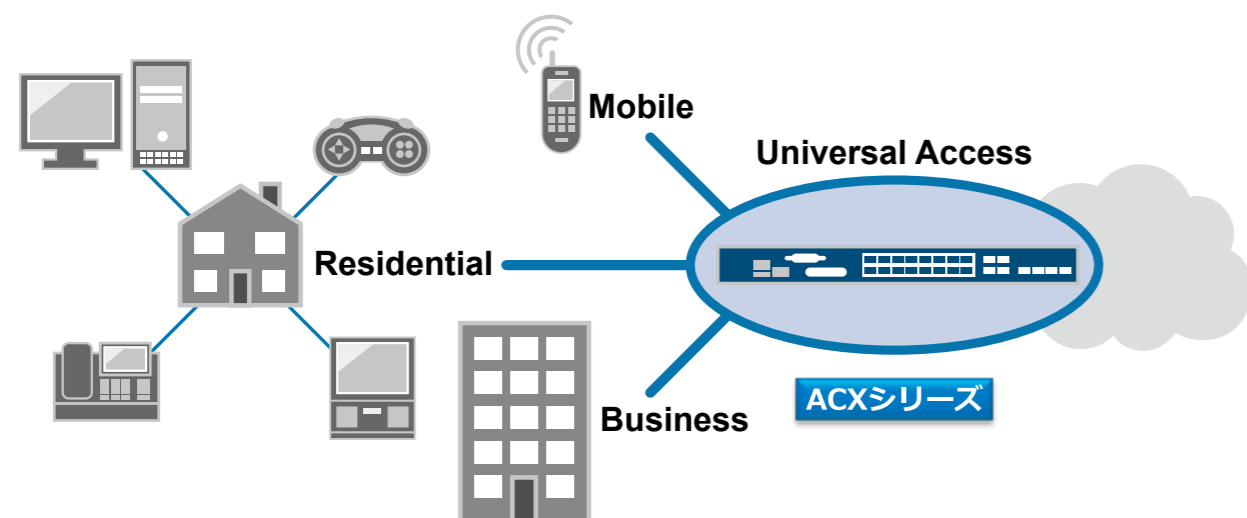 Mobile
Universal Access
Residential
ACXシリーズ
Business